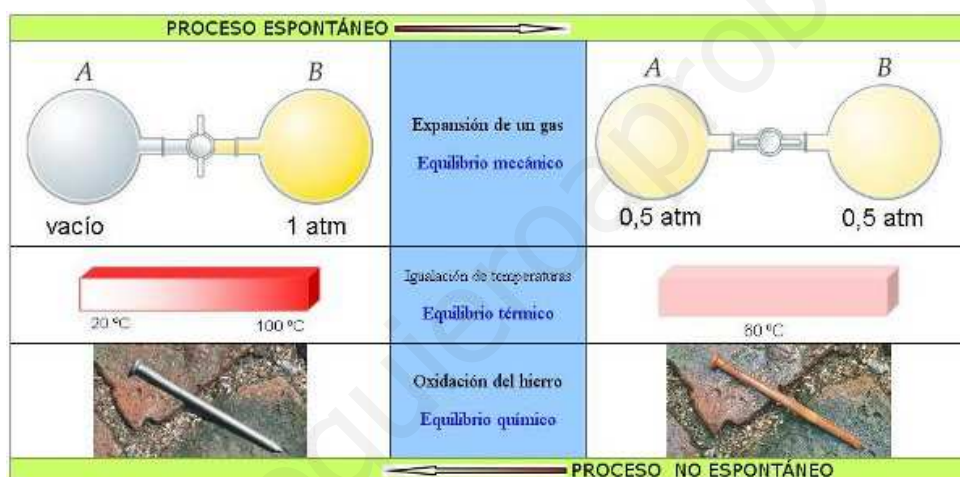 PROCESO ESPONTÁNEO
A
B
vacío
1 atm
Expansión de un gas
Equilibrio mecánico
A
B
0,5 atm
0,5 atm
20 ºC
100 ºC
Igualación de temperaturas
Equilibrio térmico
60 ºC
Oxidación del hierro
Equilibrio químico
PROCESO NO ESPONTÁNEO